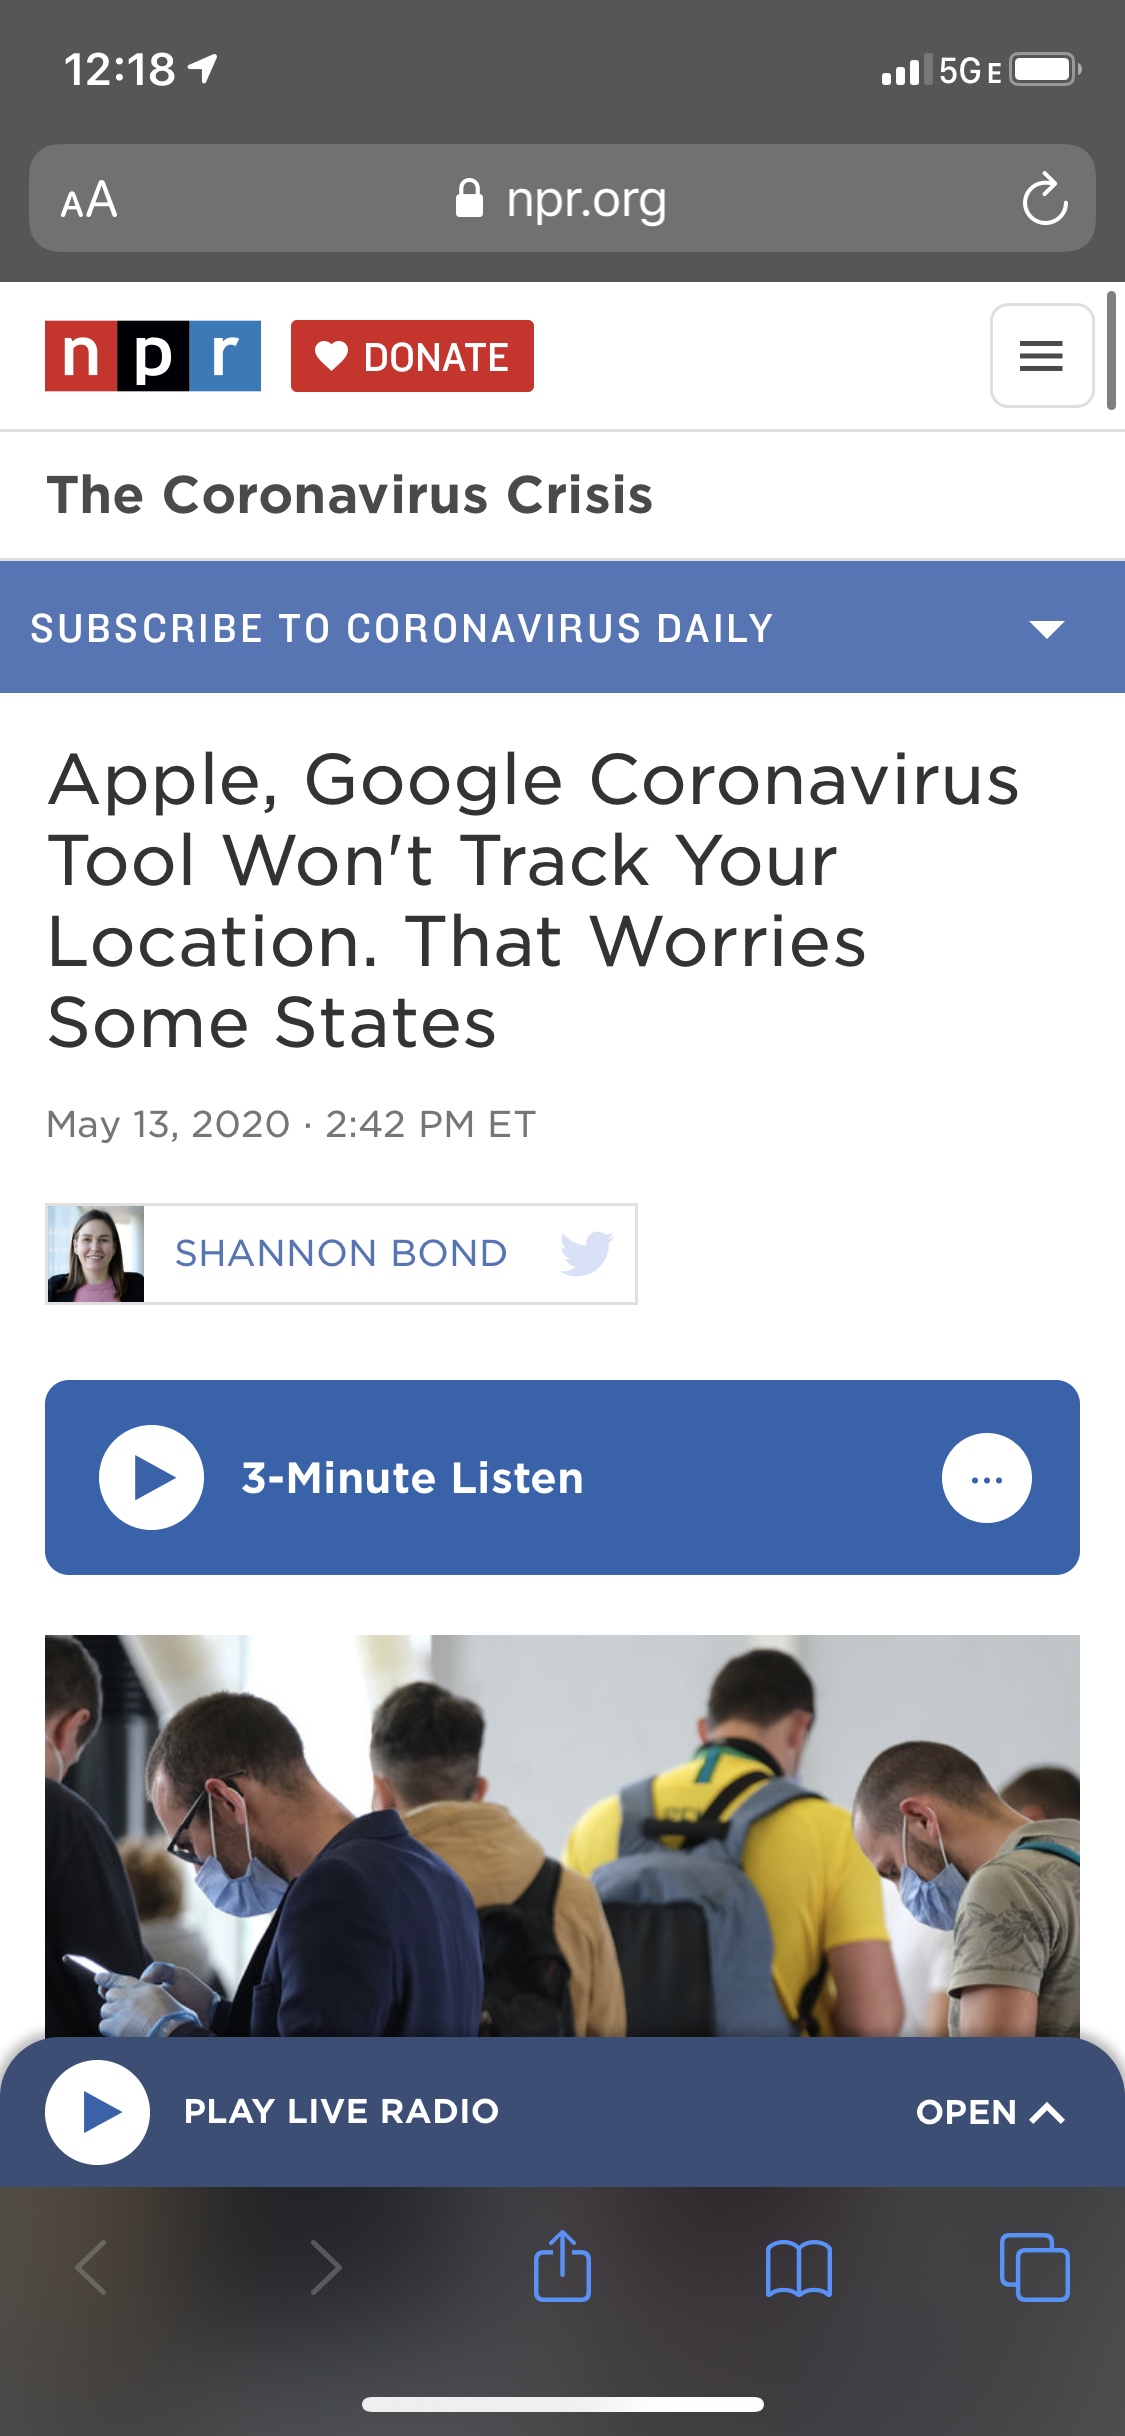 12:18 5GE
AA npr.org
npr DONATE
The Coronavirus Crisis
SUBSCRIBE TO CORONAVIRUS DAILY
Apple, Google Coronavirus
Tool Won't Track Your
Location. That Worries
Some States
May 13, 2020 · 2:42 PM ET
SHANNON BOND
3-Minute Listen
PLAY LIVE RADIO OPEN